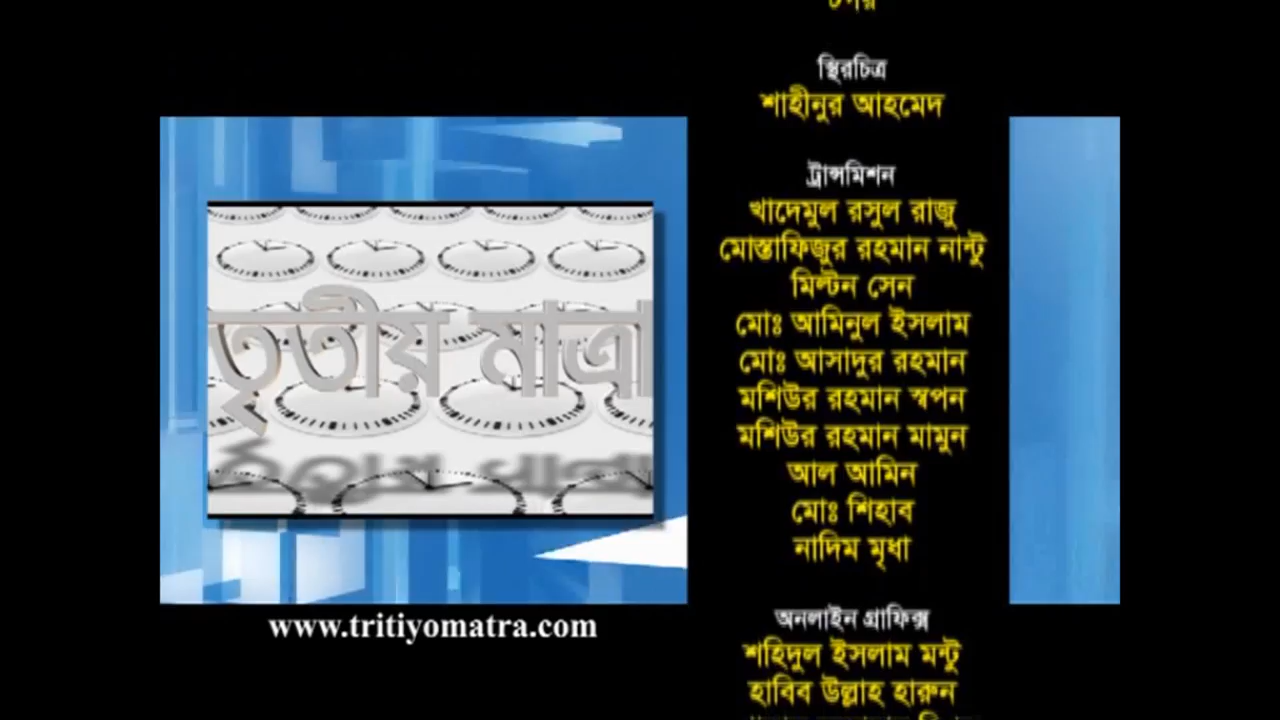 স্থিরচিত্র
শাহীনুর আহমেদ
ট্রান্সমিশন
খাদেমুল রসুল রাজু
মোস্তাফিজুর রহমান নান্টু
মিল্টন সেন
মোঃ আমিনুল ইসলাম
মোঃ আসাদুর রহমান
মশিউর রহমান স্বপন
মশিউর রহমান মামুন
আল আমিন
মোঃ শিহাব
নাদিম মৃধা
অনলাইন গ্রাফিক্স
শহিদুল ইসলাম মন্টু
হাবিব উল্লাহ হারুন
তৃতীয় মাত্রা
www.tritiyomatra.com